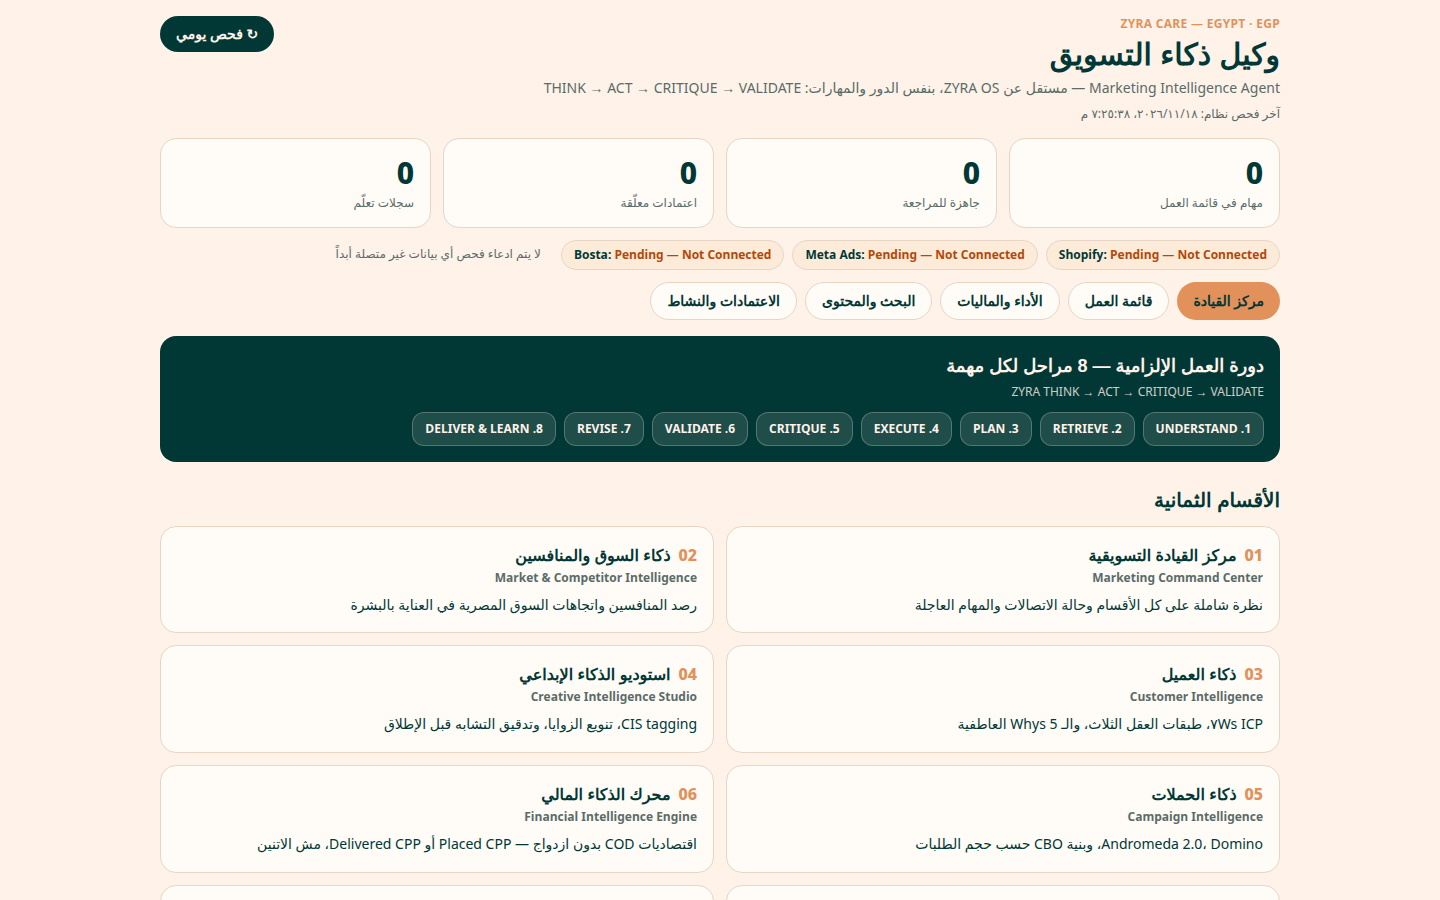 ZYRA CARE — EGYPT · EGP
وكيل ذكاء التسويق
Marketing Intelligence Agent — مستقل عن ZYRA OS، بنفس الدور والمهارات: THINK → ACT → CRITIQUE → VALIDATE
آخر فحص نظام: ٢٠٢٦/١١/١٨، ٧:٢٥:٣٨ م
↻ فحص يومي
0
مهام في قائمة العمل
0
جاهزة للمراجعة
0
اعتمادات معلّقة
0
سجلات تعلّم
Shopify: Pending — Not Connected
Meta Ads: Pending — Not Connected
Bosta: Pending — Not Connected
لا يتم ادعاء فحص أي بيانات غير متصلة أبداً
مركز القيادة
قائمة العمل
الأداء والماليات
البحث والمحتوى
الاعتمادات والنشاط
دورة العمل الإلزامية — 8 مراحل لكل مهمة
ZYRA THINK → ACT → CRITIQUE → VALIDATE
1. UNDERSTAND
2. RETRIEVE
3. PLAN
4. EXECUTE
5. CRITIQUE
6. VALIDATE
7. REVISE
8. DELIVER & LEARN
الأقسام الثمانية
01 مركز القيادة التسويقية
Marketing Command Center
نظرة شاملة على كل الأقسام وحالة الاتصالات والمهام العاجلة
02 ذكاء السوق والمنافسين
Market & Competitor Intelligence
رصد المنافسين واتجاهات السوق المصرية في العناية بالبشرة
03 ذكاء العميل
Customer Intelligence
٧Ws ICP، طبقات العقل الثلاث، والـ 5 Whys العاطفية
04 استوديو الذكاء الإبداعي
Creative Intelligence Studio
CIS tagging، تنويع الزوايا، وتدقيق التشابه قبل الإطلاق
05 ذكاء الحملات
Campaign Intelligence
Andromeda 2.0، Domino، وبنية CBO حسب حجم الطلبات
06 محرك الذكاء المالي
Financial Intelligence Engine
اقتصاديات COD بدون ازدواج — Placed CPP أو Delivered CPP، مش الاتنين